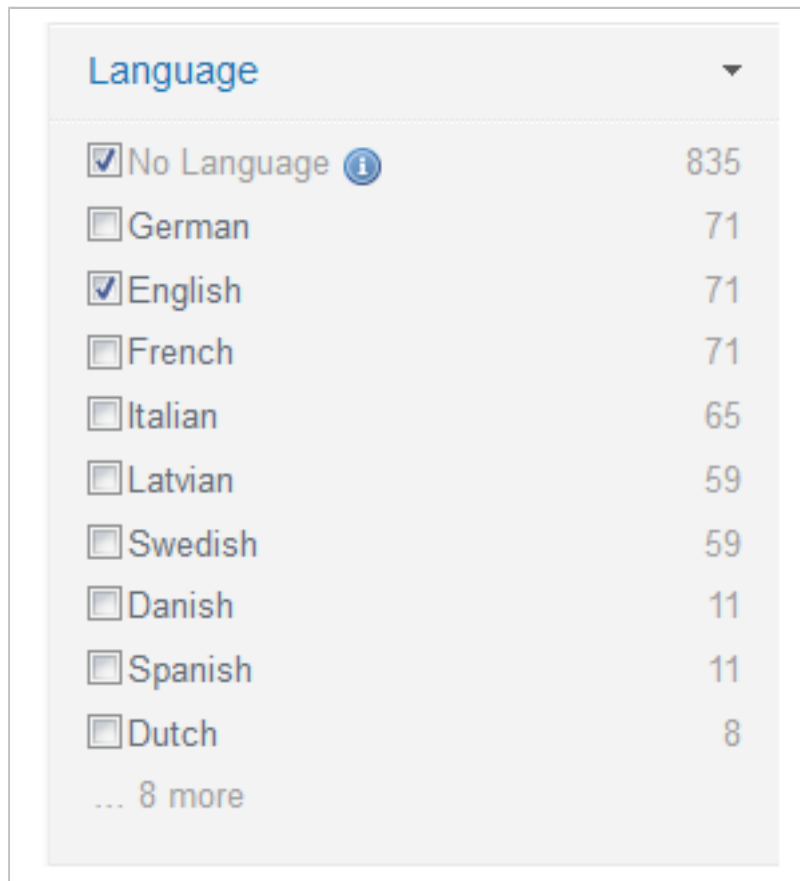 Language
No Language 835
German 71
English 71
French 71
Italian 65
Latvian 59
Swedish 59
Danish 11
Spanish 11
Dutch 8
... 8 more